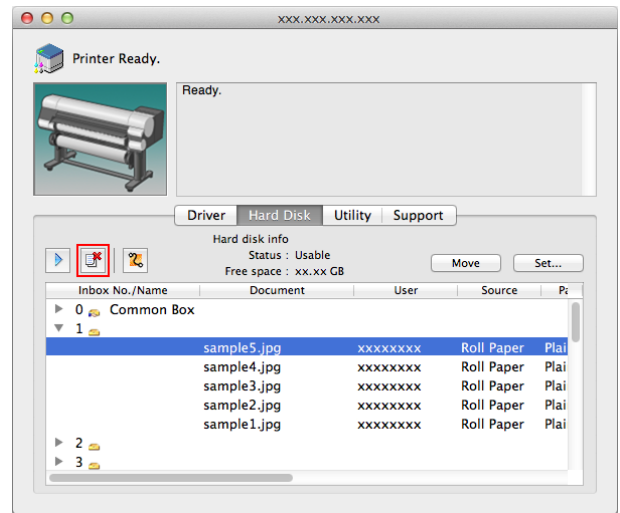 xxx.xxx.xxx.xxx
Printer Ready.
Ready.
Driver Hard Disk Utility Support
Hard disk info
Status : Usable
Free space : xx.xx GB
Move Set...
Inbox No./Name Document User Source Pa
0 Common Box
1
sample5.jpg xxxxxxxx Roll Paper Plai
sample4.jpg xxxxxxxx Roll Paper Plai
sample3.jpg xxxxxxxx Roll Paper Plai
sample2.jpg xxxxxxxx Roll Paper Plai
sample1.jpg xxxxxxxx Roll Paper Plai
2
3